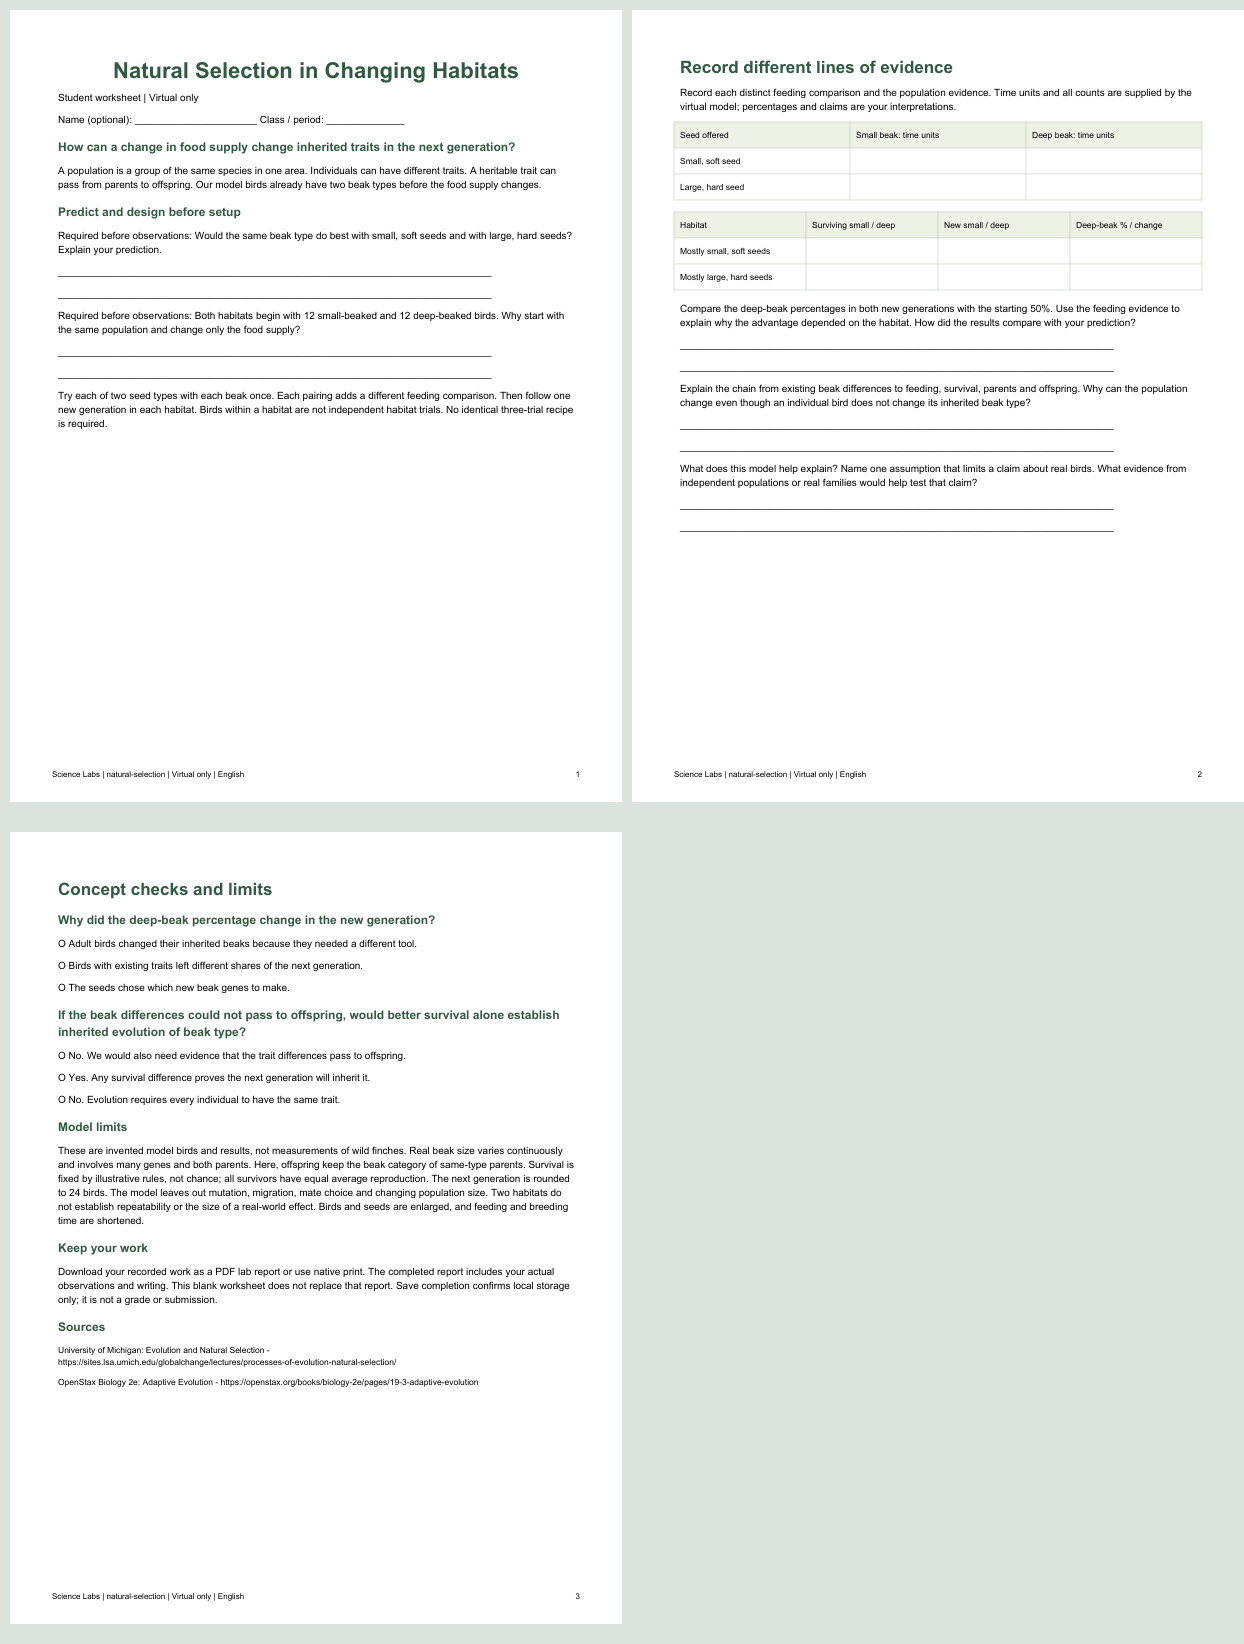 Natural Selection in Changing Habitats
Student worksheet | Virtual only
Name (optional): ______________________ Class / period: ______________
How can a change in food supply change inherited traits in the next generation?
A population is a group of the same species in one area. Individuals can have different traits. A heritable trait can
pass from parents to offspring. Our model birds already have two beak types before the food supply changes.
Predict and design before setup
Required before observations: Would the same beak type do best with small, soft seeds and with large, hard seeds?
Explain your prediction.
Required before observations: Both habitats begin with 12 small-beaked and 12 deep-beaked birds. Why start with
the same population and change only the food supply?
Try each of two seed types with each beak once. Each pairing adds a different feeding comparison. Then follow one
new generation in each habitat. Birds within a habitat are not independent habitat trials. No identical three-trial recipe
is required.
Science Labs | natural-selection | Virtual only | English 1
Record different lines of evidence
Record each distinct feeding comparison and the population evidence. Time units and all counts are supplied by the
virtual model; percentages and claims are your interpretations.
Seed offered Small beak: time units Deep beak: time units
Small, soft seed
Large, hard seed
Habitat Surviving small / deep New small / deep Deep-beak % / change
Mostly small, soft seeds
Mostly large, hard seeds
Compare the deep-beak percentages in both new generations with the starting 50%. Use the feeding evidence to
explain why the advantage depended on the habitat. How did the results compare with your prediction?
Explain the chain from existing beak differences to feeding, survival, parents and offspring. Why can the population
change even though an individual bird does not change its inherited beak type?
What does this model help explain? Name one assumption that limits a claim about real birds. What evidence from
independent populations or real families would help test that claim?
Science Labs | natural-selection | Virtual only | English 2
Concept checks and limits
Why did the deep-beak percentage change in the new generation?
O Adult birds changed their inherited beaks because they needed a different tool.
O Birds with existing traits left different shares of the next generation.
O The seeds chose which new beak genes to make.
If the beak differences could not pass to offspring, would better survival alone establish
inherited evolution of beak type?
O No. We would also need evidence that the trait differences pass to offspring.
O Yes. Any survival difference proves the next generation will inherit it.
O No. Evolution requires every individual to have the same trait.
Model limits
These are invented model birds and results, not measurements of wild finches. Real beak size varies continuously
and involves many genes and both parents. Here, offspring keep the beak category of same-type parents. Survival is
fixed by illustrative rules, not chance; all survivors have equal average reproduction. The next generation is rounded
to 24 birds. The model leaves out mutation, migration, mate choice and changing population size. Two habitats do
not establish repeatability or the size of a real-world effect. Birds and seeds are enlarged, and feeding and breeding
time are shortened.
Keep your work
Download your recorded work as a PDF lab report or use native print. The completed report includes your actual
observations and writing. This blank worksheet does not replace that report. Save completion confirms local storage
only; it is not a grade or submission.
Sources
University of Michigan: Evolution and Natural Selection -
https://sites.lsa.umich.edu/globalchange/lectures/processes-of-evolution-natural-selection/
OpenStax Biology 2e: Adaptive Evolution - https://openstax.org/books/biology-2e/pages/19-3-adaptive-evolution
Science Labs | natural-selection | Virtual only | English 3